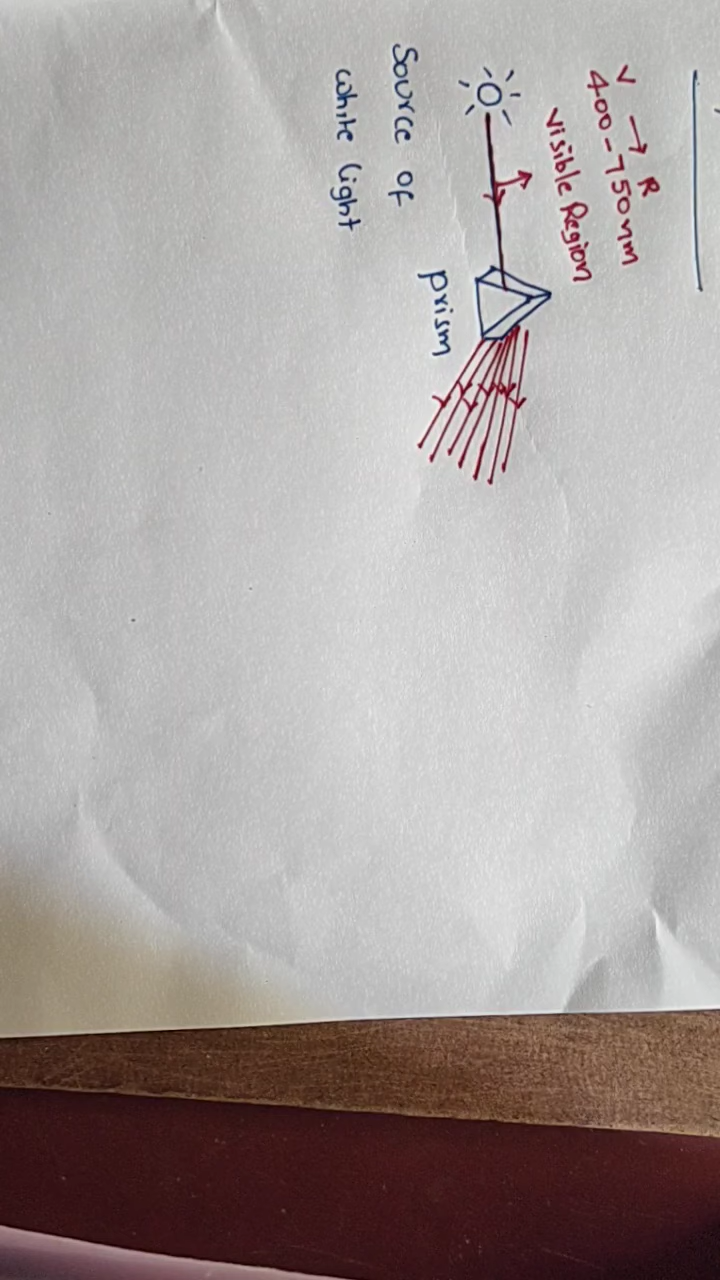 V → R
400-750nm
visible Region
Source of
white light
prism